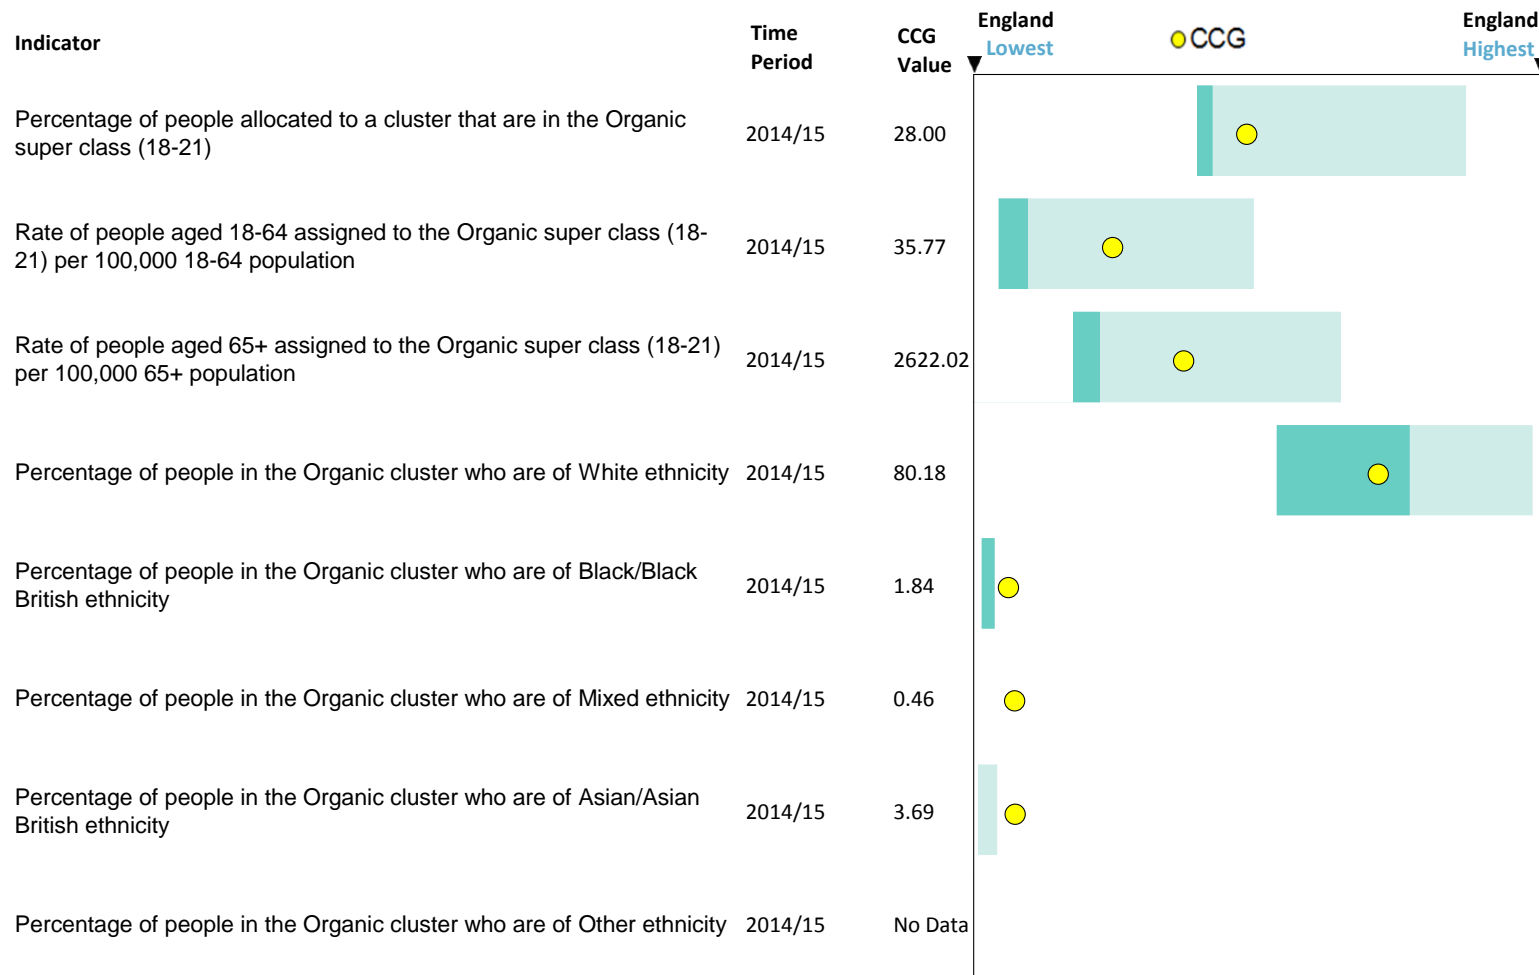 Indicator
Time
Period
CCG
Value
England
Lowest
CCG
England
Highest
Percentage of people allocated to a cluster that are in the Organic
super class (18-21)
2014/15
28.00
Rate of people aged 18-64 assigned to the Organic super class (18-
21) per 100,000 18-64 population
2014/15
35.77
Rate of people aged 65+ assigned to the Organic super class (18-21)
per 100,000 65+ population
2014/15
2622.02
Percentage of people in the Organic cluster who are of White ethnicity
2014/15
80.18
Percentage of people in the Organic cluster who are of Black/Black
British ethnicity
2014/15
1.84
Percentage of people in the Organic cluster who are of Mixed ethnicity
2014/15
0.46
Percentage of people in the Organic cluster who are of Asian/Asian
British ethnicity
2014/15
3.69
Percentage of people in the Organic cluster who are of Other ethnicity
2014/15
No Data